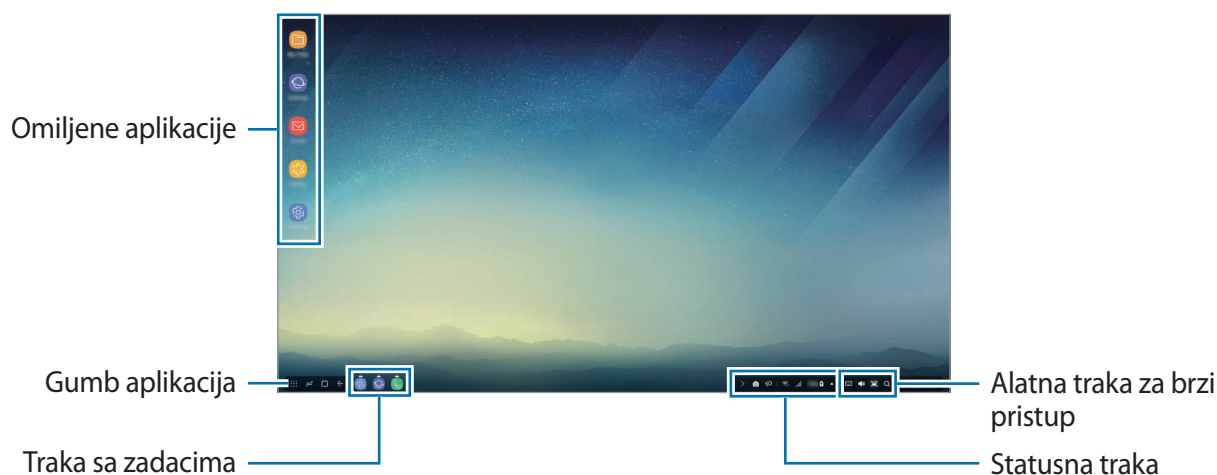 Omiljene aplikacije
Gumb aplikacija
Traka sa zadacima
Alatna traka za brzi
pristup
Statusna traka